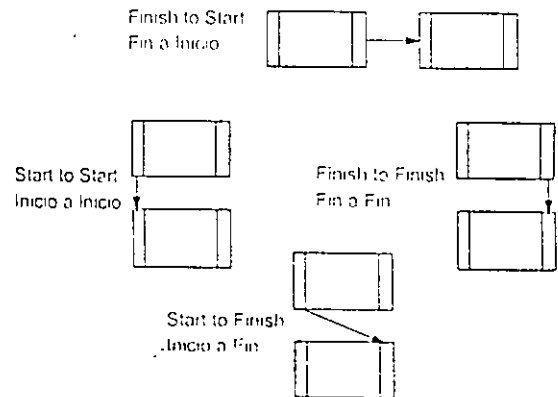 Finish to Start
Fin a Inicio
Start to Start
Inicio a Inicio
Finish to Finish
Fin a Fin
Start to Finish
Inicio a Fin